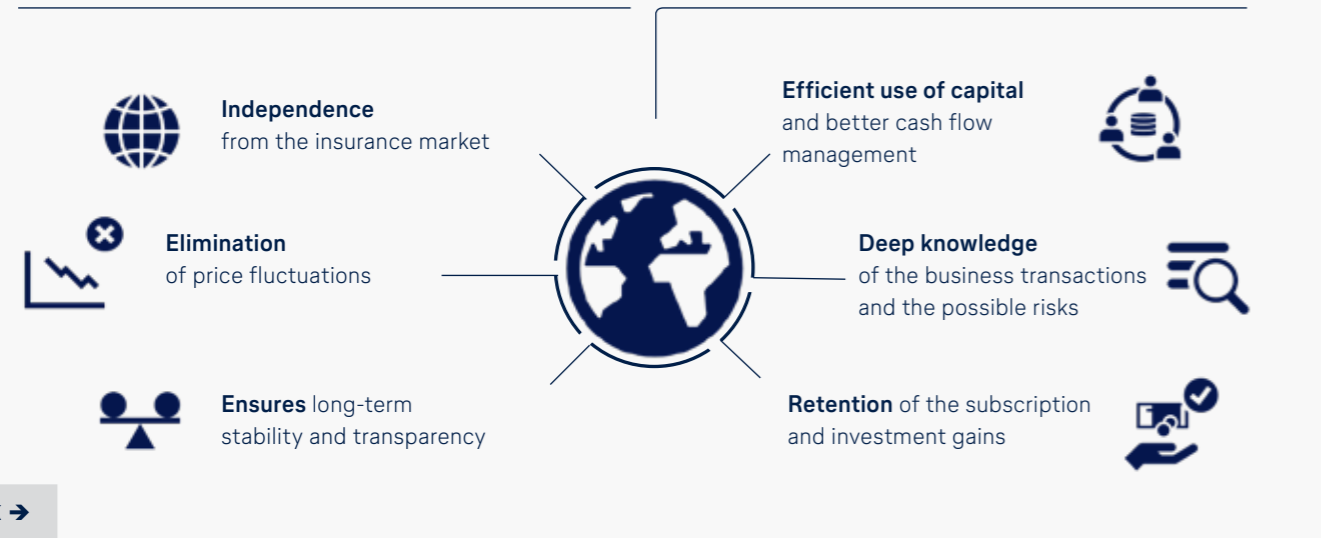 Independence
from the insurance market
Elimination
of price fluctuations
Ensures long-term
stability and transparency
Efficient use of capital
and better cash flow
management
Deep knowledge
of the business transactions
and the possible risks
Retention of the subscription
and investment gains